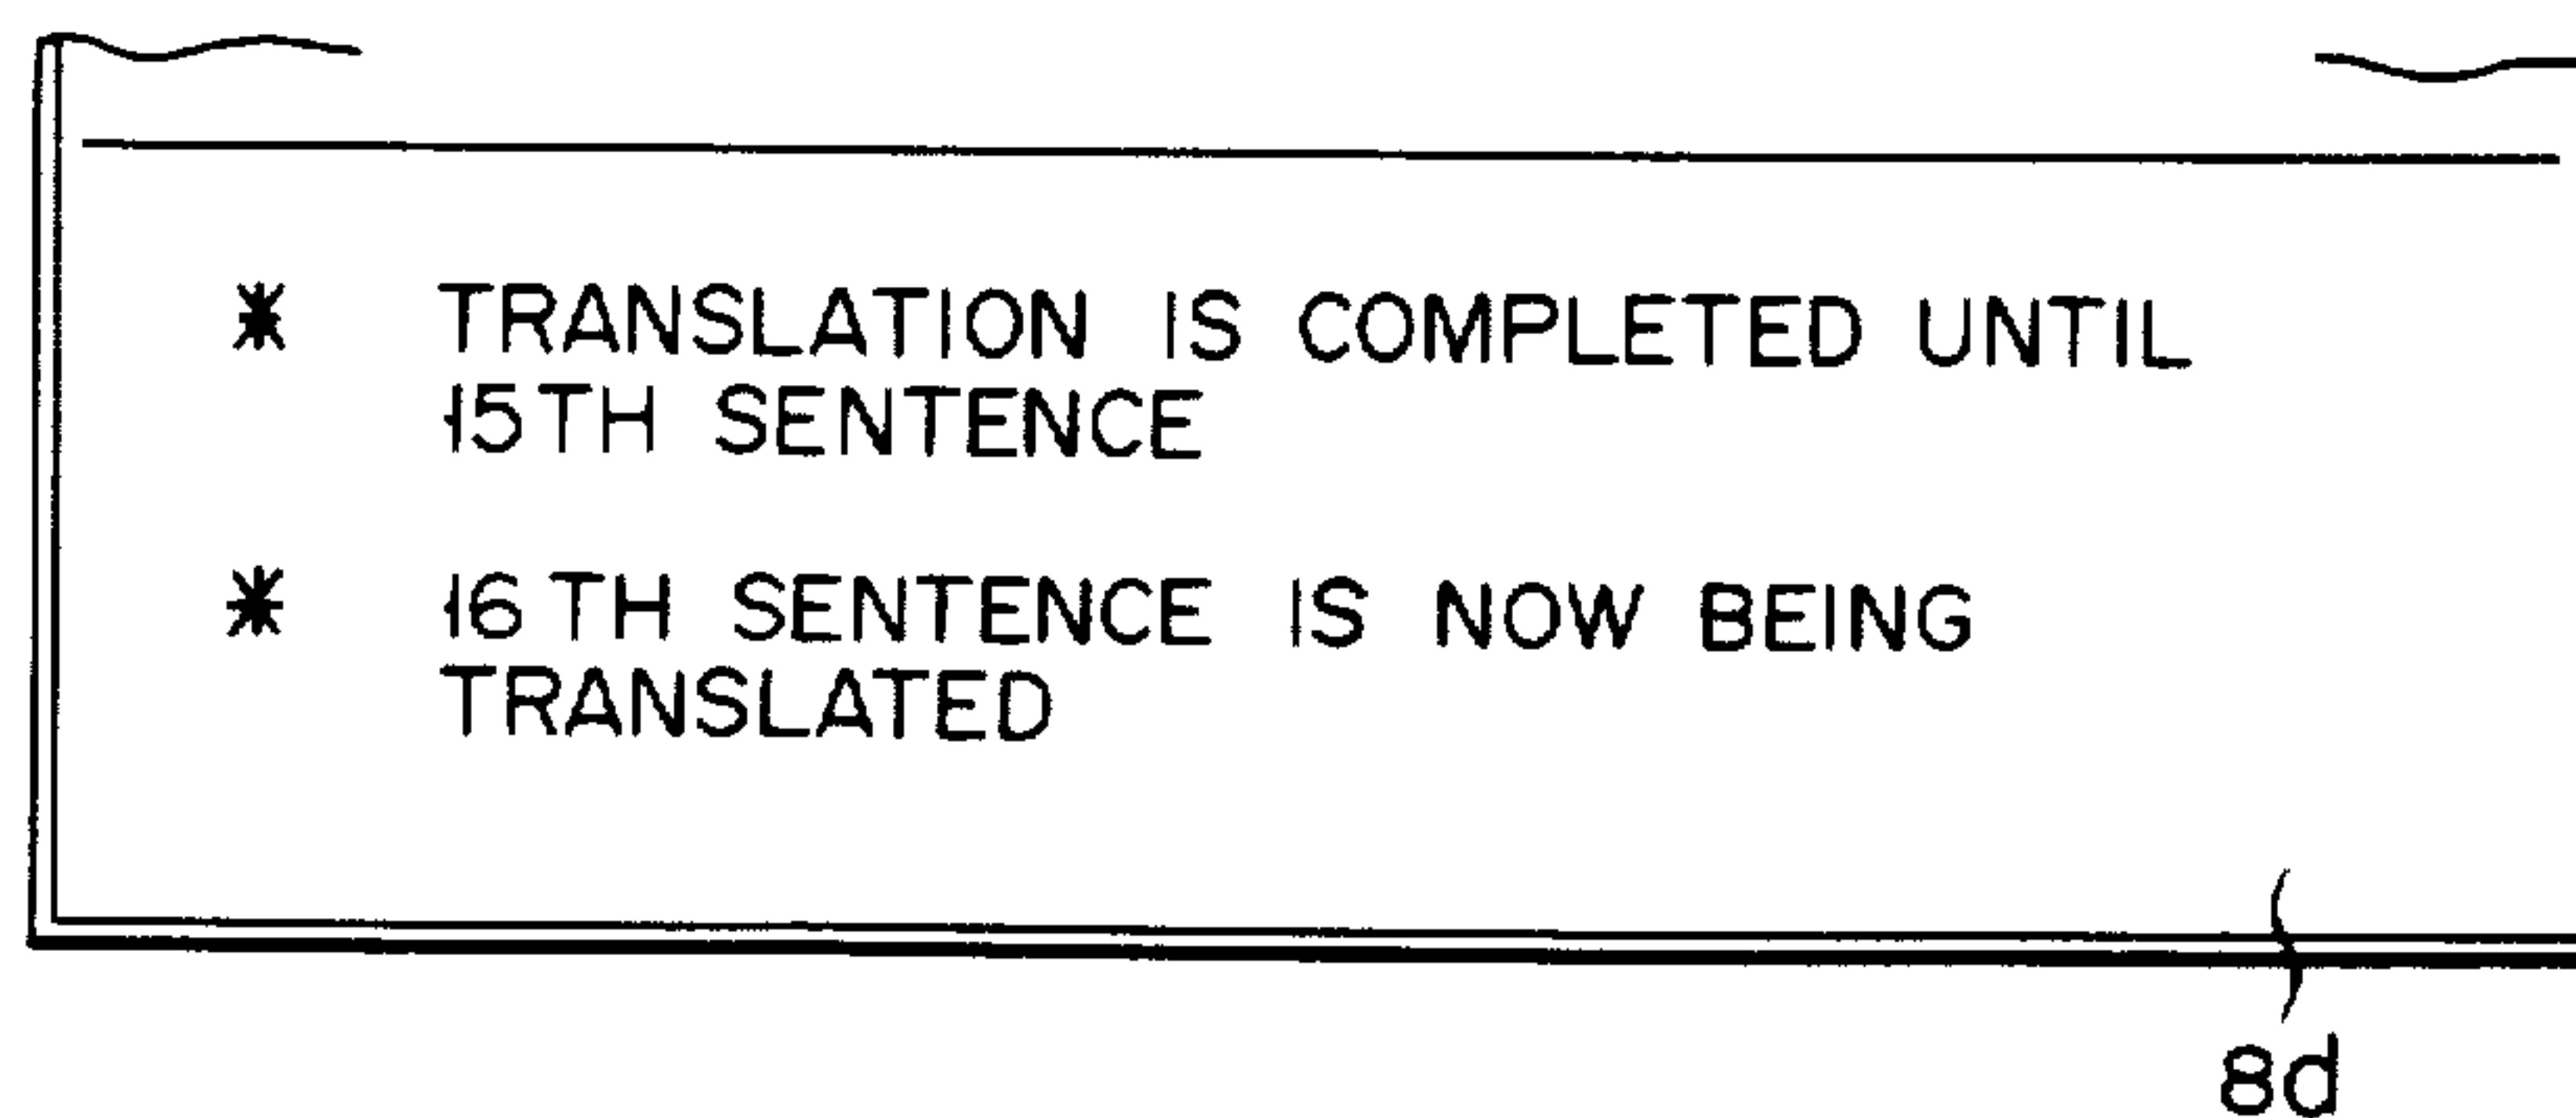 * TRANSLATION IS COMPLETED UNTIL
15TH SENTENCE
* 16TH SENTENCE IS NOW BEING
TRANSLATED
8d